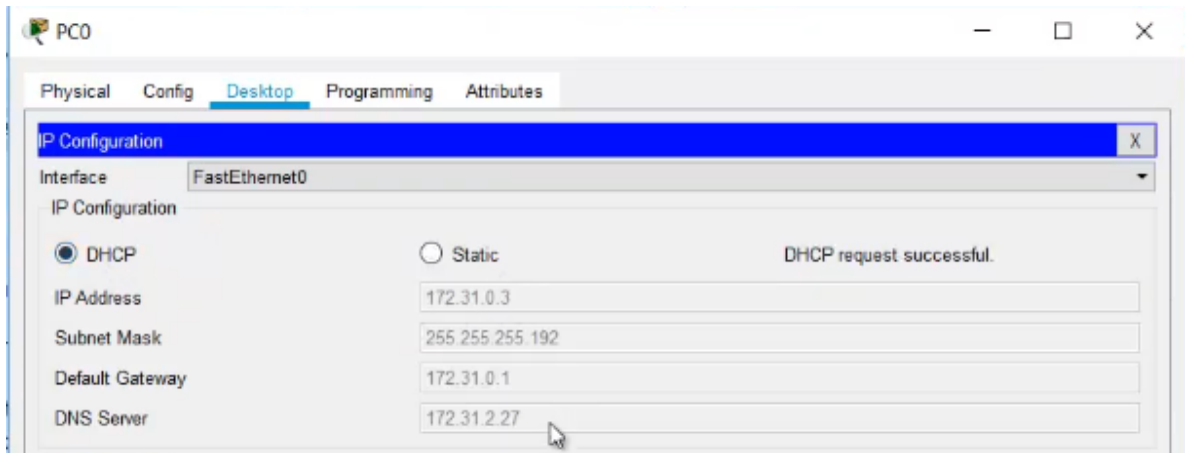 PC0
Physical Config Desktop Programming Attributes
IP Configuration X
Interface FastEthernet0
IP Configuration
DHCP Static DHCP request successful.
IP Address 172.31.0.3
Subnet Mask 255.255.255.192
Default Gateway 172.31.0.1
DNS Server 172.31.2.27